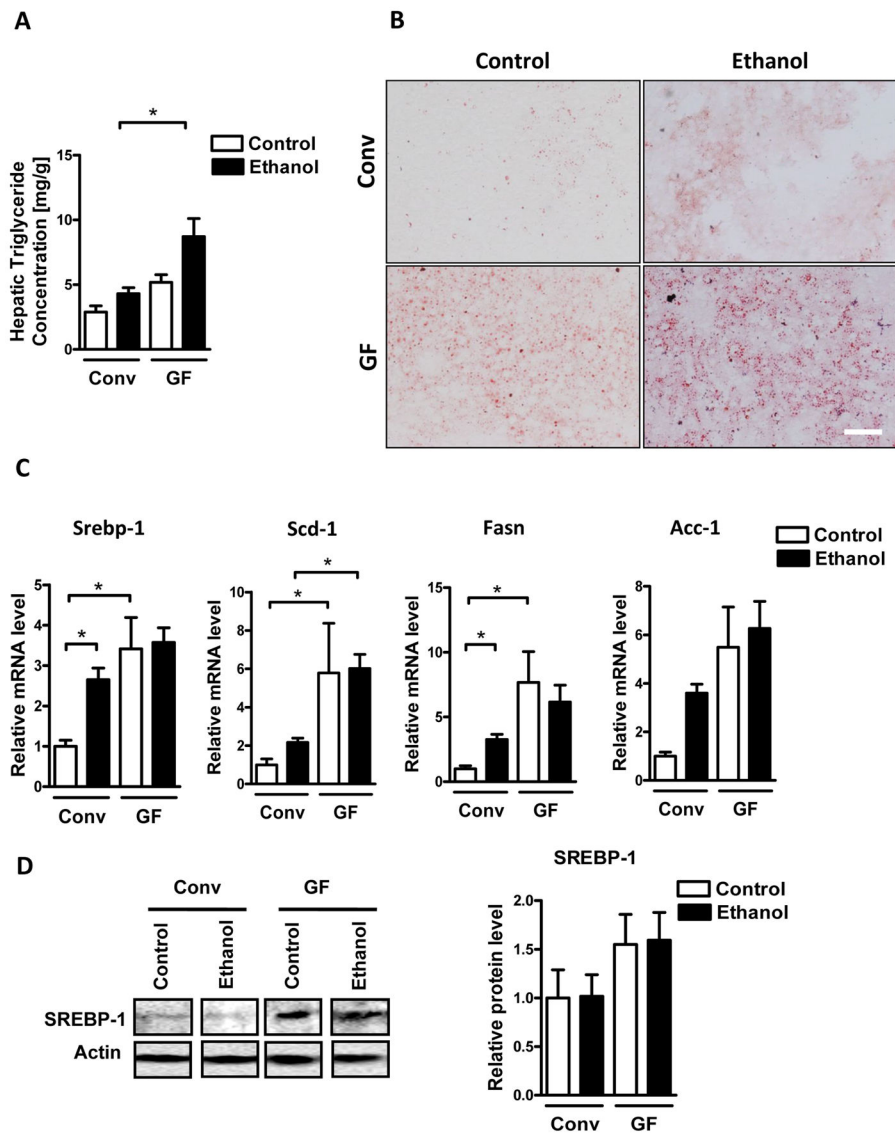 A
*
Control
Ethanol
Hepatic Triglyceride
Concentration [mg/g]
15
10
5
0
Conv GF
B
Control Ethanol
Conv
GF
C
Srebp-1 Scd-1 Fasn Acc-1
Control
Ethanol
Relative mRNA level
5
4
3
2
1
0
* * 
Conv GF
Relative mRNA level
10
8
6
4
2
0
* *
Conv GF
Relative mRNA level
15
10
5
0
* *
Conv GF
Relative mRNA level
8
6
4
2
0
Conv GF
D
Conv GF
Control Ethanol Control Ethanol
SREBP-1
Actin
SREBP-1
Control
Ethanol
Relative protein level
2.0
1.5
1.0
0.5
0.0
Conv GF